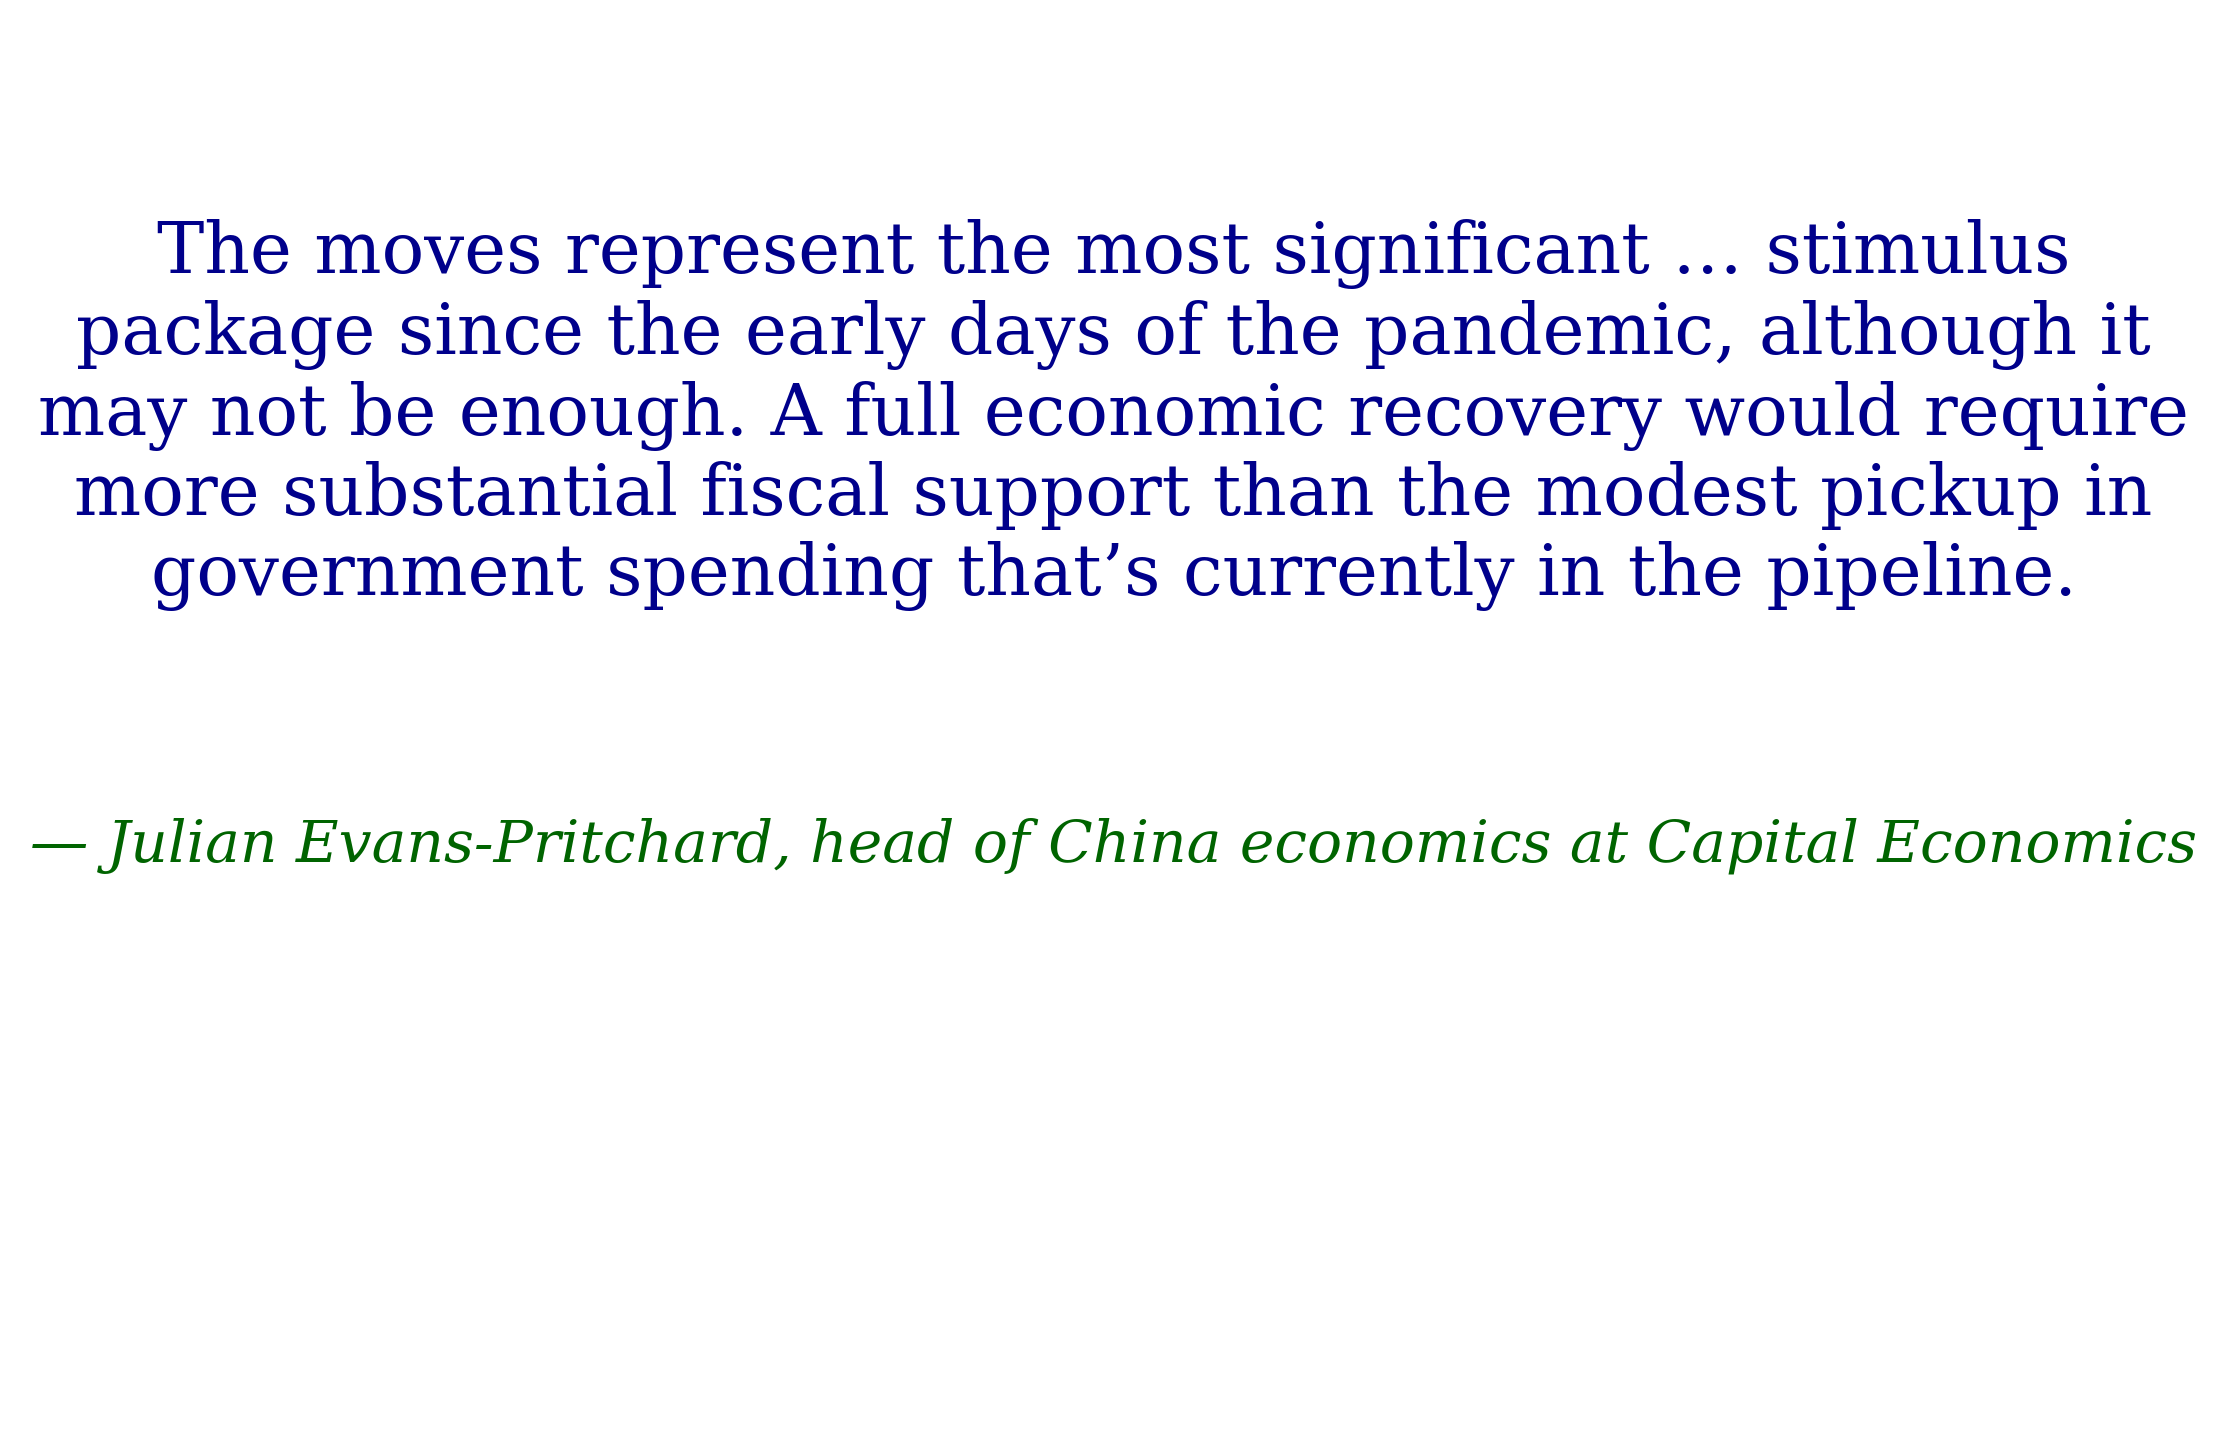 The moves represent the most significant … stimulus
package since the early days of the pandemic, although it
may not be enough. A full economic recovery would require
more substantial fiscal support than the modest pickup in
government spending that’s currently in the pipeline.
— Julian Evans-Pritchard, head of China economics at Capital Economics